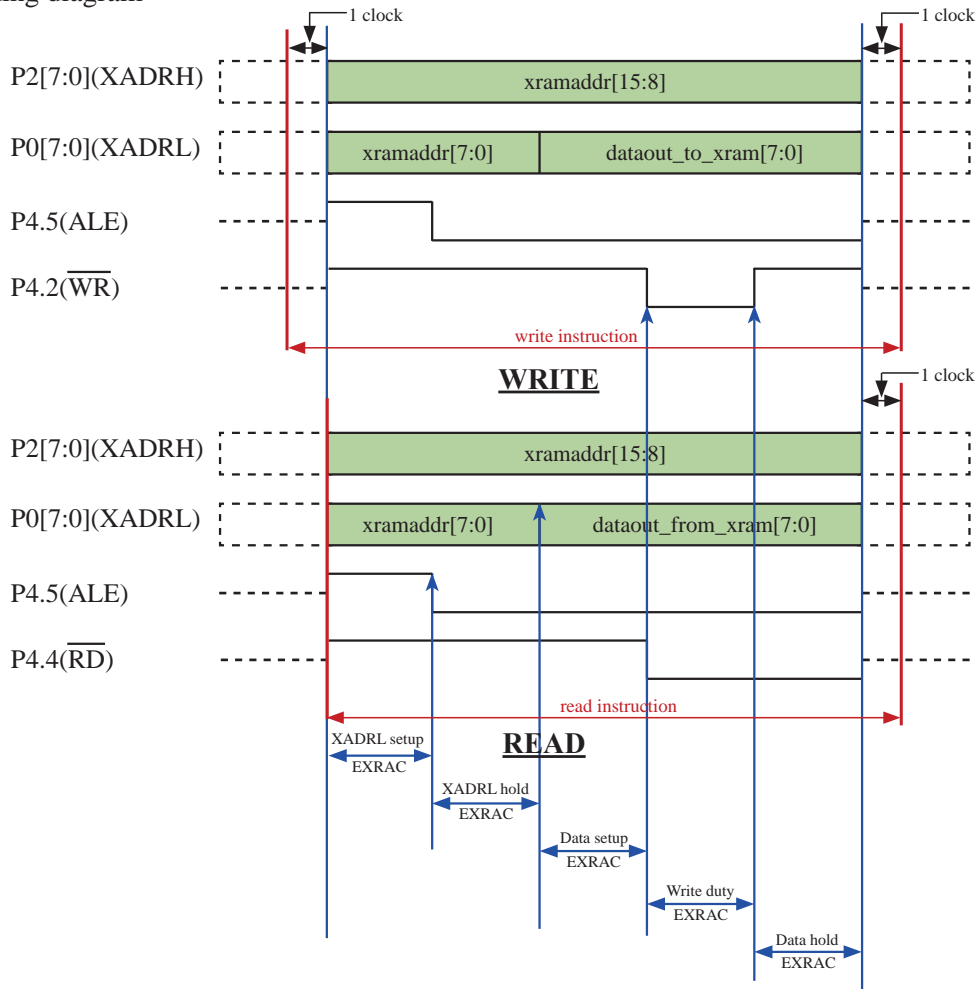 1 clock
1 clock
P2[7:0](XADRH)
xramaddr[15:8]
P0[7:0](XADRL)
xramaddr[7:0]
dataout_to_xram[7:0]
P4.5(ALE)
P4.2(WR)
write instruction
WRITE
1 clock
P2[7:0](XADRH)
xramaddr[15:8]
P0[7:0](XADRL)
xramaddr[7:0]
dataout_from_xram[7:0]
P4.5(ALE)
P4.4(RD)
read instruction
READ
XADRL setup
EXRAC
XADRL hold
EXRAC
Data setup
EXRAC
Write duty
EXRAC
Data hold
EXRAC